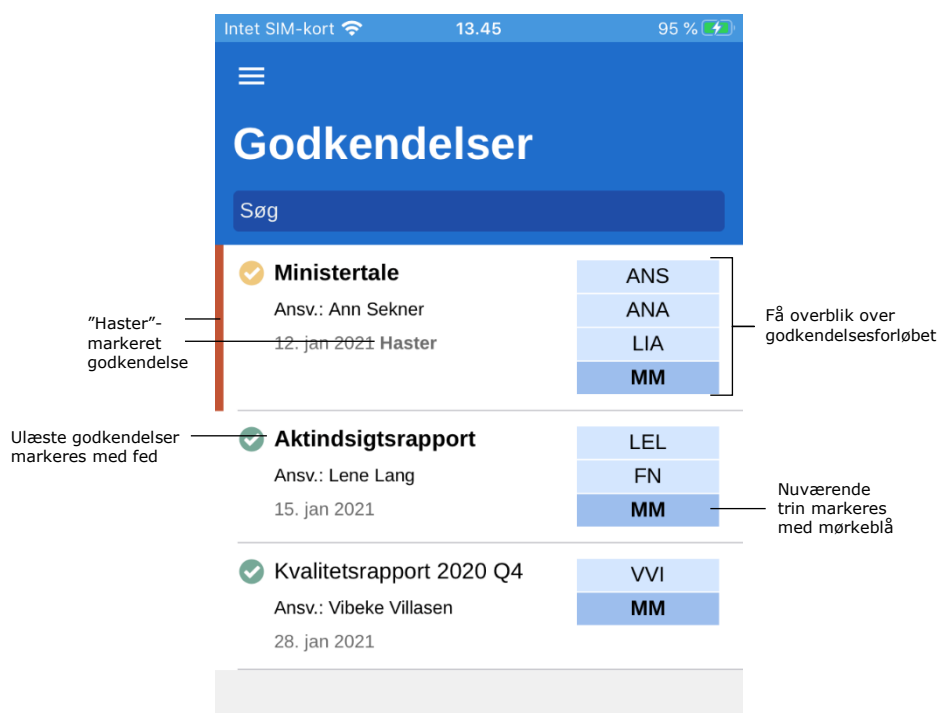 Intet SIM-kort 13.45 95 %
Godkendelser
Søg
Ministertale
Ansv.: Ann Sekner
12. jan 2021 Haster
ANS
ANA
LIA
MM
"Haster"-
markeret
godkendelse
Få overblik over
godkendelsesforløbet
Aktindsigtsrapport
Ansv.: Lene Lang
15. jan 2021
LEL
FN
MM
Ulæste godkendelser
markeres med fed
Nuværende
trin markeres
med mørkeblå
Kvalitetsrapport 2020 Q4
Ansv.: Vibeke Villasen
28. jan 2021
VVI
MM